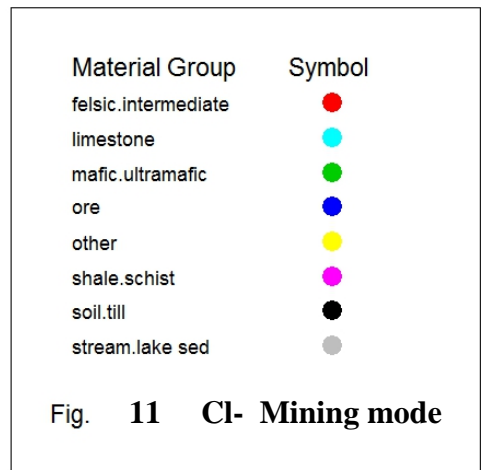 Material Group Symbol
felsic.intermediate
limestone
mafic.ultramafic
ore
other
shale.schist
soil.till
stream.lake sed
Fig. 11 Cl- Mining mode